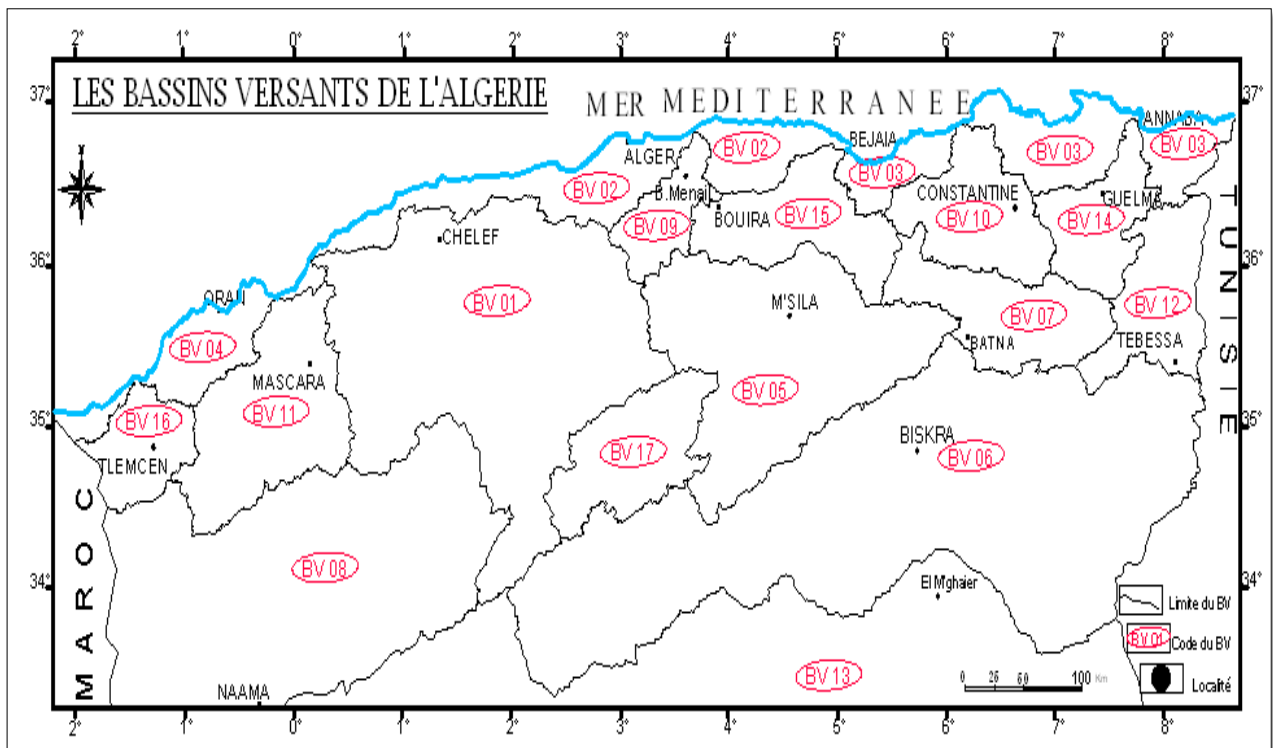 2° 1° 0° 1° 2° 3° 4° 5° 6° 7° 8°
LES BASSINS VERSANTS DE L'ALGERIE
MER MEDITERRANEE
37° 37°
ANNABA
BEJAIA
ALGER
BV 02
BV 03
BV 03
BV 03
BV 02
B.Menail
CONSTANTINE
GUELMA
BOUIRA
BV 15
BV 10
BV 14
BV 09
CHELEF
36° 36°
TUNISIE
ORAN
BV 01
M'SILA
BV 07
BV 12
BV 04
BATNA
TEBESSA
MASCARA
BV 11
BV 05
35° 35°
BV 16
BV 17
BISKRA
BV 06
TLEMCEN
MAROC
BV 08
34° 34°
El M'ghaier
Limite du BV
BV 01
Code du BV
BV 13
0 25 50 100 Km
Localité
NAAMA
2° 1° 0° 1° 2° 3° 4° 5° 6° 7° 8°